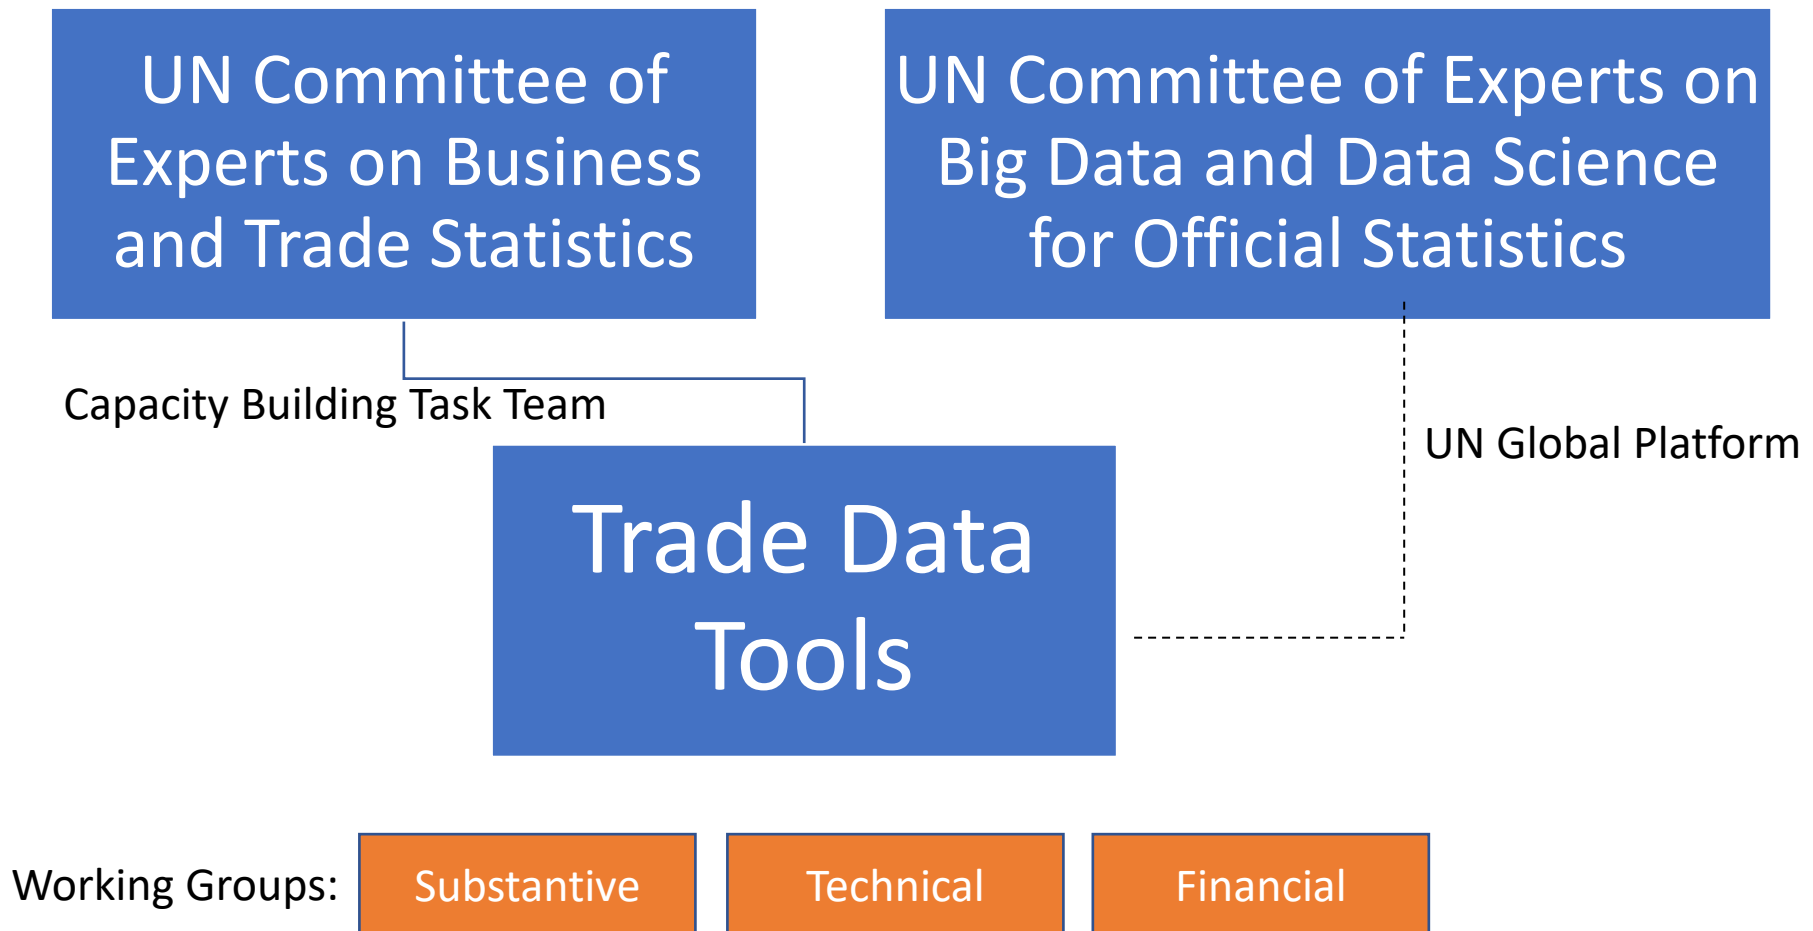 UN Committee of
Experts on Business
and Trade Statistics
UN Committee of Experts on
Big Data and Data Science
for Official Statistics
Capacity Building Task Team
UN Global Platform
Trade Data
Tools
Working Groups:
Substantive
Technical
Financial